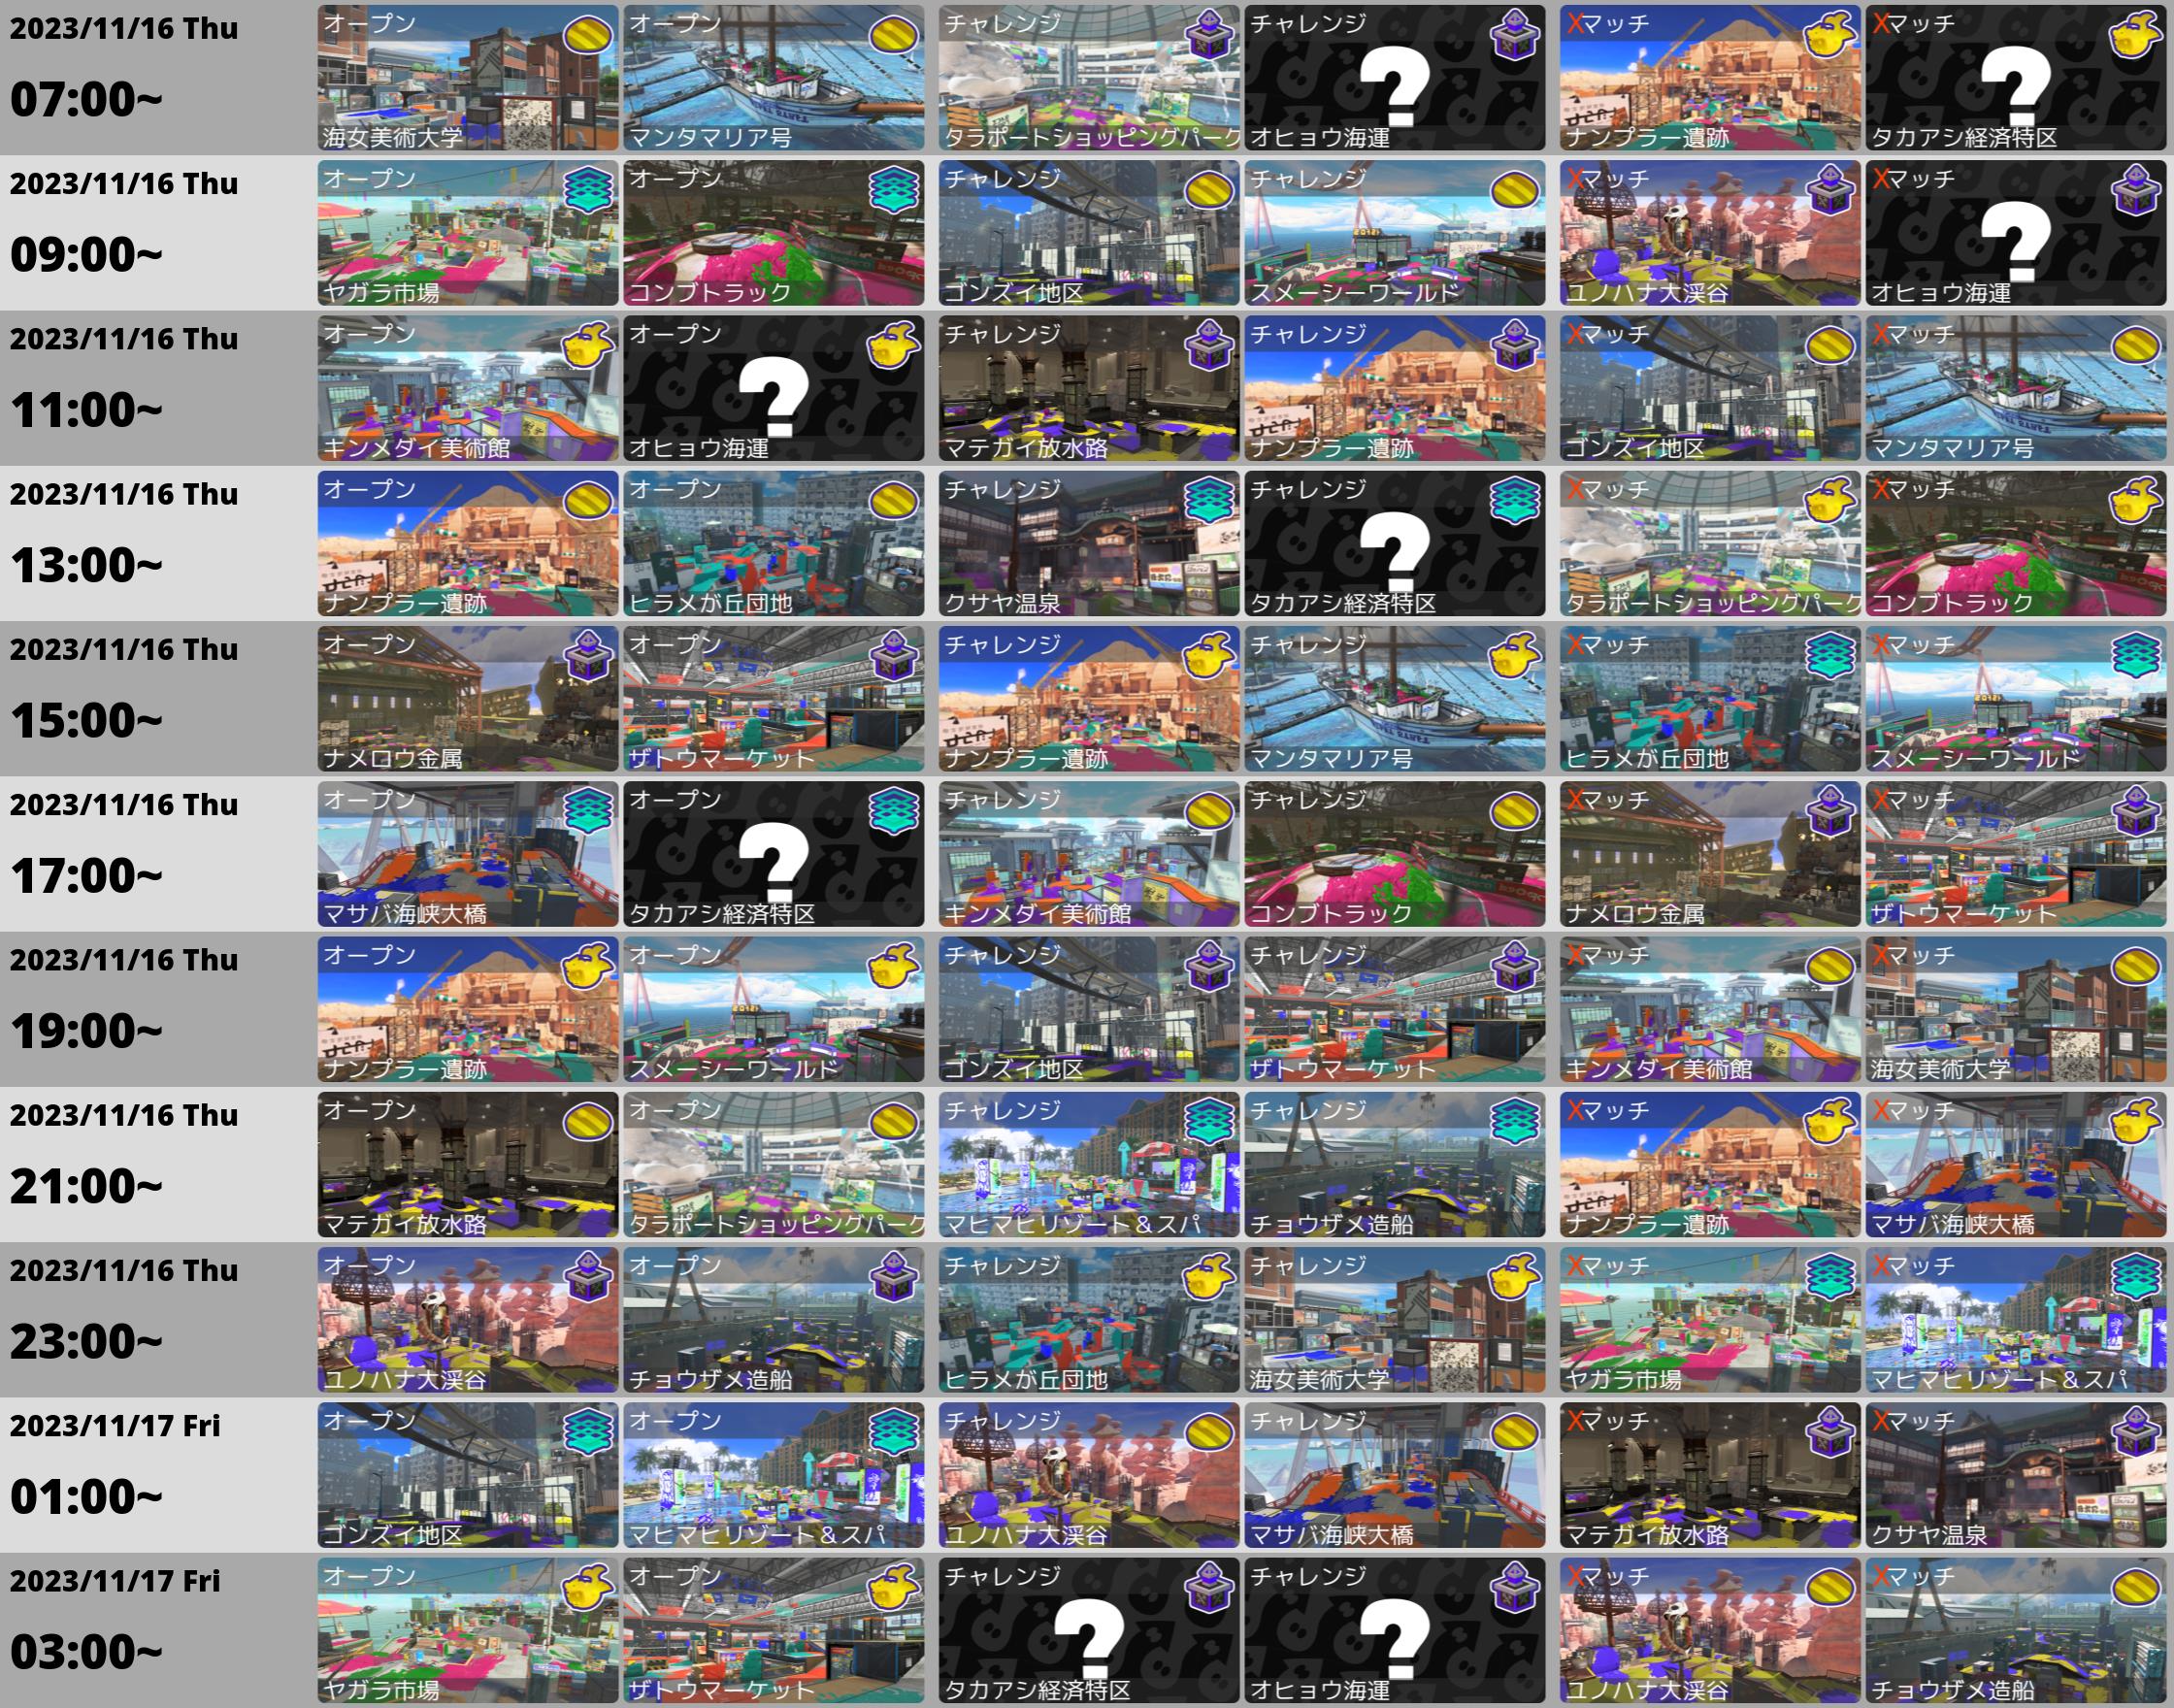 2023/11/16 Thu
07:00~
オープン
海女美術大学
オープン
マンタマリア号
チャレンジ
タラポートショッピングパーク
チャレンジ
オヒョウ海運
Xマッチ
ナンプラー遺跡
Xマッチ
タカアシ経済特区
2023/11/16 Thu
09:00~
オープン
ヤガラ市場
オープン
コンブトラック
チャレンジ
ゴンズイ地区
チャレンジ
スメーシーワールド
Xマッチ
ユノハナ大渓谷
Xマッチ
オヒョウ海運
2023/11/16 Thu
11:00~
オープン
キンメダイ美術館
オープン
オヒョウ海運
チャレンジ
マテガイ放水路
チャレンジ
ナンプラー遺跡
Xマッチ
ゴンズイ地区
Xマッチ
マンタマリア号
2023/11/16 Thu
13:00~
オープン
ナンプラー遺跡
オープン
ヒラメが丘団地
チャレンジ
クサヤ温泉
チャレンジ
タカアシ経済特区
Xマッチ
タラポートショッピングパーク
Xマッチ
コンブトラック
2023/11/16 Thu
15:00~
オープン
ナメロウ金属
オープン
ザトウマーケット
チャレンジ
ナンプラー遺跡
チャレンジ
マンタマリア号
Xマッチ
ヒラメが丘団地
Xマッチ
スメーシーワールド
2023/11/16 Thu
17:00~
オープン
マサバ海峡大橋
オープン
タカアシ経済特区
チャレンジ
キンメダイ美術館
チャレンジ
コンブトラック
Xマッチ
ナメロウ金属
Xマッチ
ザトウマーケット
2023/11/16 Thu
19:00~
オープン
ナンプラー遺跡
オープン
スメーシーワールド
チャレンジ
ゴンズイ地区
チャレンジ
ザトウマーケット
Xマッチ
キンメダイ美術館
Xマッチ
海女美術大学
2023/11/16 Thu
21:00~
オープン
マテガイ放水路
オープン
タラポートショッピングパーク
チャレンジ
マヒマヒリゾート＆スパ
チャレンジ
チョウザメ造船
Xマッチ
ナンプラー遺跡
Xマッチ
マサバ海峡大橋
2023/11/16 Thu
23:00~
オープン
ユノハナ大渓谷
オープン
チョウザメ造船
チャレンジ
ヒラメが丘団地
チャレンジ
海女美術大学
Xマッチ
ヤガラ市場
Xマッチ
マヒマヒリゾート＆スパ
2023/11/17 Fri
01:00~
オープン
ゴンズイ地区
オープン
マヒマヒリゾート＆スパ
チャレンジ
ユノハナ大渓谷
チャレンジ
マサバ海峡大橋
Xマッチ
マテガイ放水路
Xマッチ
クサヤ温泉
2023/11/17 Fri
03:00~
オープン
ヤガラ市場
オープン
ザトウマーケット
チャレンジ
タカアシ経済特区
チャレンジ
オヒョウ海運
Xマッチ
ユノハナ大渓谷
Xマッチ
チョウザメ造船